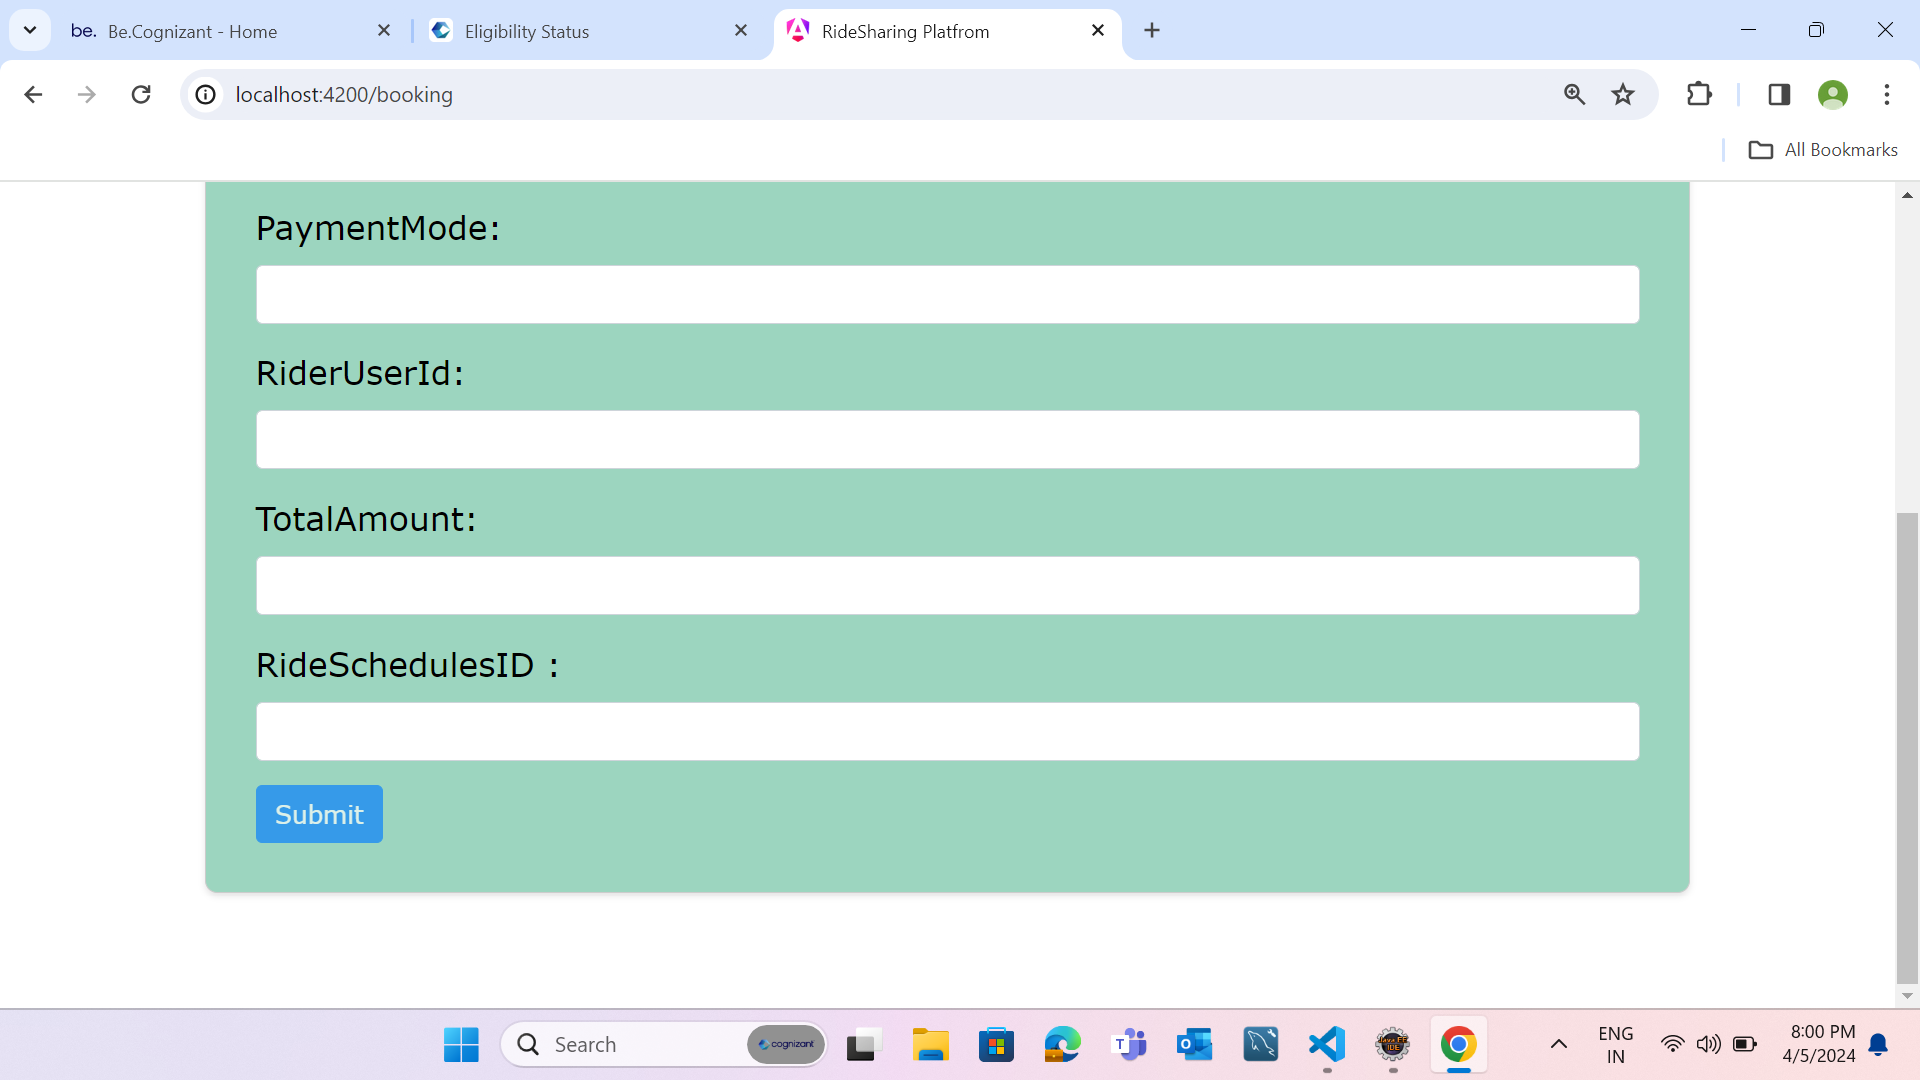 be. Be.Cognizant - Home
Eligibility Status
RideSharing Platfrom
localhost:4200/booking
All Bookmarks
PaymentMode:
RiderUserId:
TotalAmount:
RideSchedulesID :
Submit
Search
cognizant
ENG
IN
8:00 PM
4/5/2024